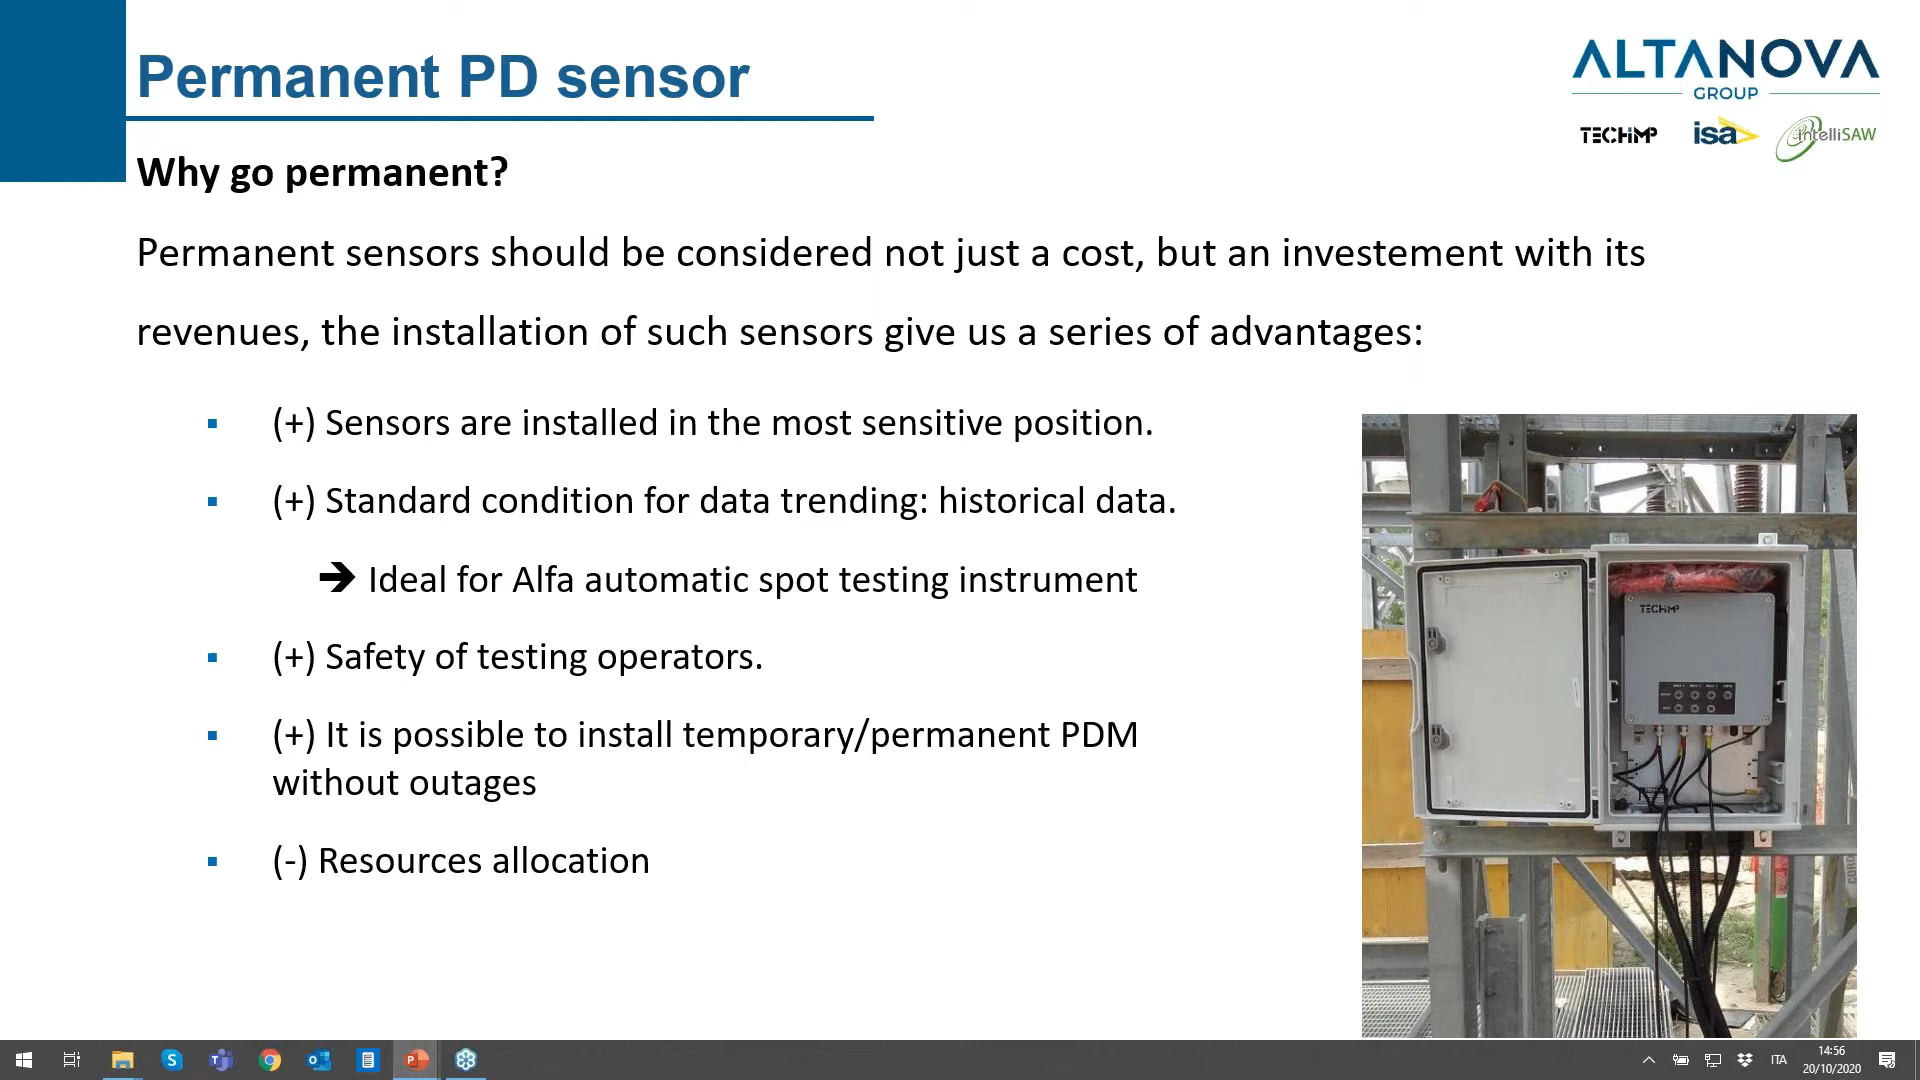 Permanent PD sensor
ALTANOVA
GROUP
TECHIMP
isa
intelliSAW
Why go permanent?
Permanent sensors should be considered not just a cost, but an investement with its
revenues, the installation of such sensors give us a series of advantages:
(+) Sensors are installed in the most sensitive position.
(+) Standard condition for data trending: historical data.
➔ Ideal for Alfa automatic spot testing instrument
(+) Safety of testing operators.
(+) It is possible to install temporary/permanent PDM
without outages
(-) Resources allocation
TECHIMP
ITA
14:56
20/10/2020